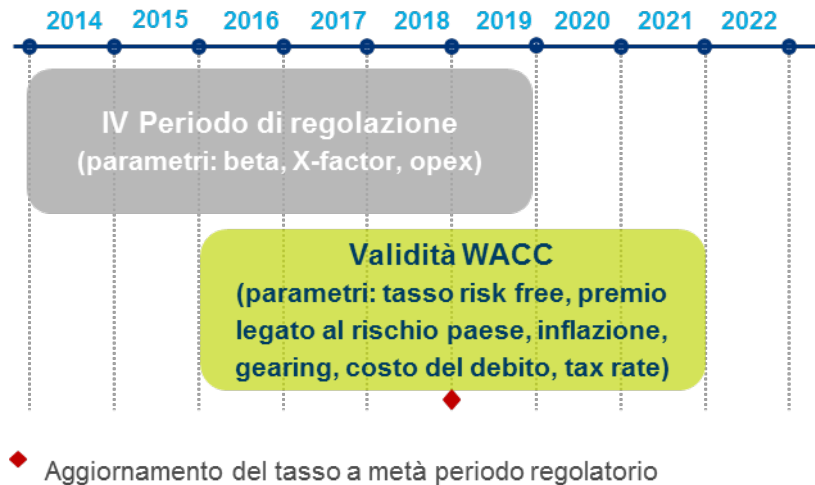 2014 2015 2016 2017 2018 2019 2020 2021 2022
IV Periodo di regolazione
(parametri: beta, X-factor, opex)
Validità WACC
(parametri: tasso risk free, premio
legato al rischio paese, inflazione,
gearing, costo del debito, tax rate)
Aggiornamento del tasso a metà periodo regolatorio